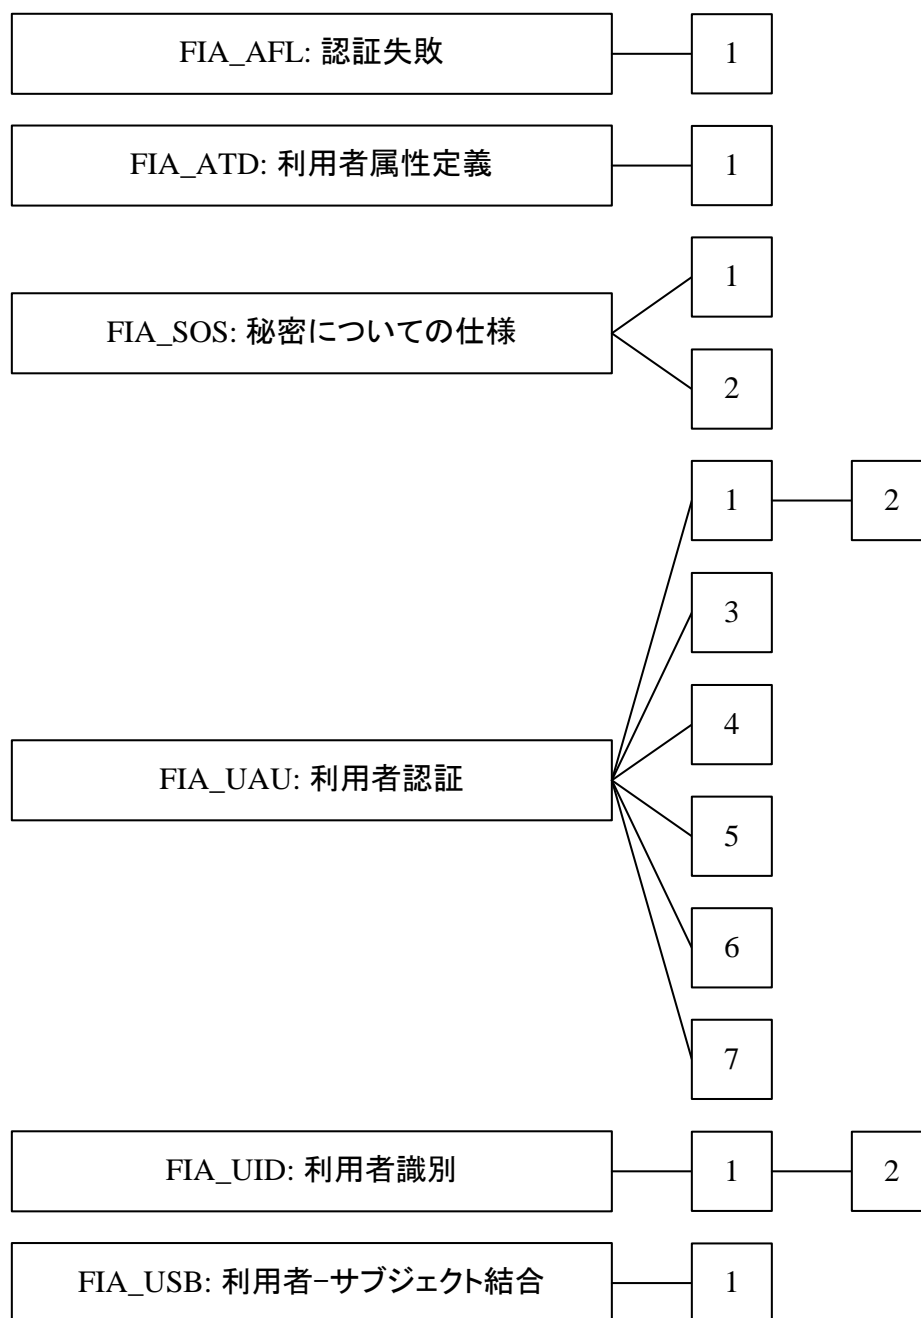 FIA_AFL: 認証失敗
1
FIA_ATD: 利用者属性定義
1
FIA_SOS: 秘密についての仕様
1
2
FIA_UAU: 利用者認証
1
2
3
4
5
6
7
FIA_UID: 利用者識別
1
2
FIA_USB: 利用者-サブジェクト結合
1